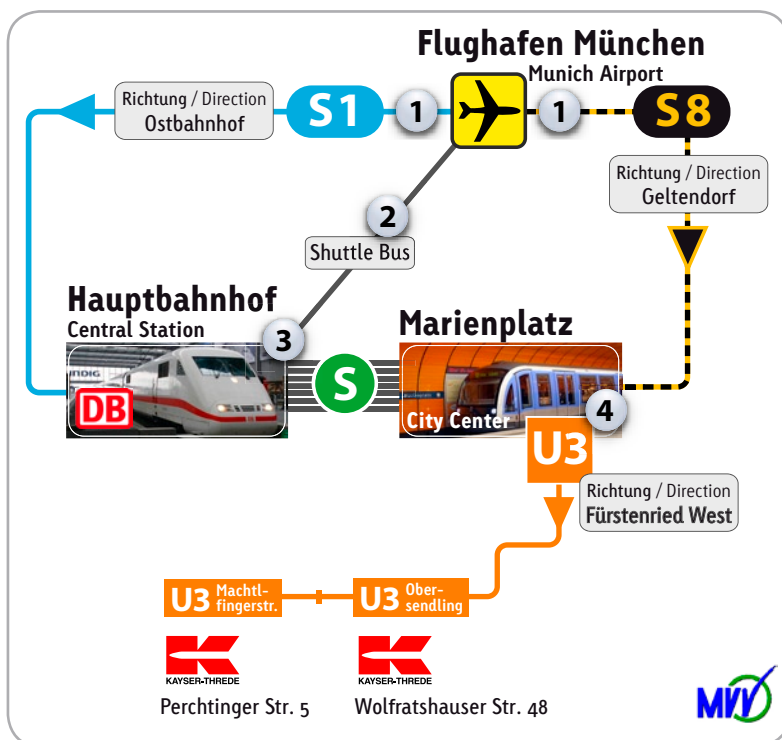 Flughafen München
Munich Airport
Richtung / Direction
Ostbahnhof
S1
1
1
S8
Richtung / Direction
Geltendorf
2
Shuttle Bus
Hauptbahnhof
Central Station
3
Marienplatz
DB
S
City Center
4
U3
Richtung / Direction
Fürstenried West
U3 Machtl-
fingerstr.
U3 Ober-
sendling
K
KAYSER-THREDE
K
KAYSER-THREDE
Perchtinger Str. 5
Wolfratshauser Str. 48
MVV